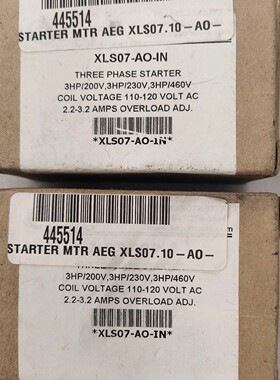 445514
STARTER MTR AEG XLS07.10-AO-
XLS07-AO-IN
THREE PHASE STARTER
3HP/200V,3HP/230V,3HP/460V
COIL VOLTAGE 110-120 VOLT AC
2.2-3.2 AMPS OVERLOAD ADJ.
*XLS07-AO-IN*
445514
STARTER MTR AEG XLS07.10-AO-
3HP/200V,3HP/230V,3HP/460V
COIL VOLTAGE 110-120 VOLT AC
2.2-3.2 AMPS OVERLOAD ADJ.
*XLS07-AO-IN*